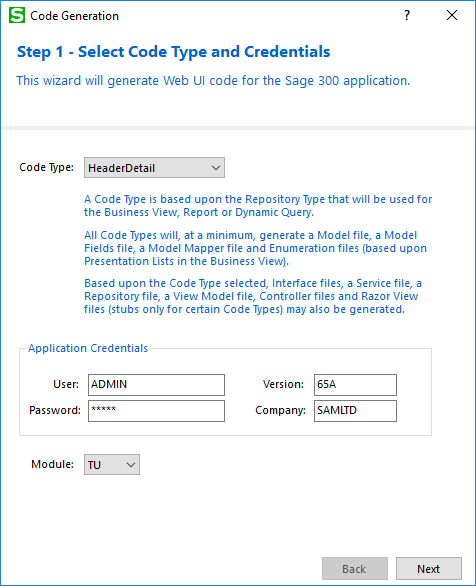 S Code Generation ? ×
Step 1 - Select Code Type and Credentials
This wizard will generate Web UI code for the Sage 300 application.
Code Type: HeaderDetail
A Code Type is based upon the Repository Type that will be used for
the Business View, Report or Dynamic Query.
All Code Types will, at a minimum, generate a Model file, a Model
Fields file, a Model Mapper file and Enumeration files (based upon
Presentation Lists in the Business View).
Based upon the Code Type selected, Interface files, a Service file, a
Repository file, a View Model file, Controller files and Razor View
files (stubs only for certain Code Types) may also be generated.
Application Credentials
User: ADMIN Version: 65A
Password: ***** Company: SAMLTD
Module: TU
Back Next